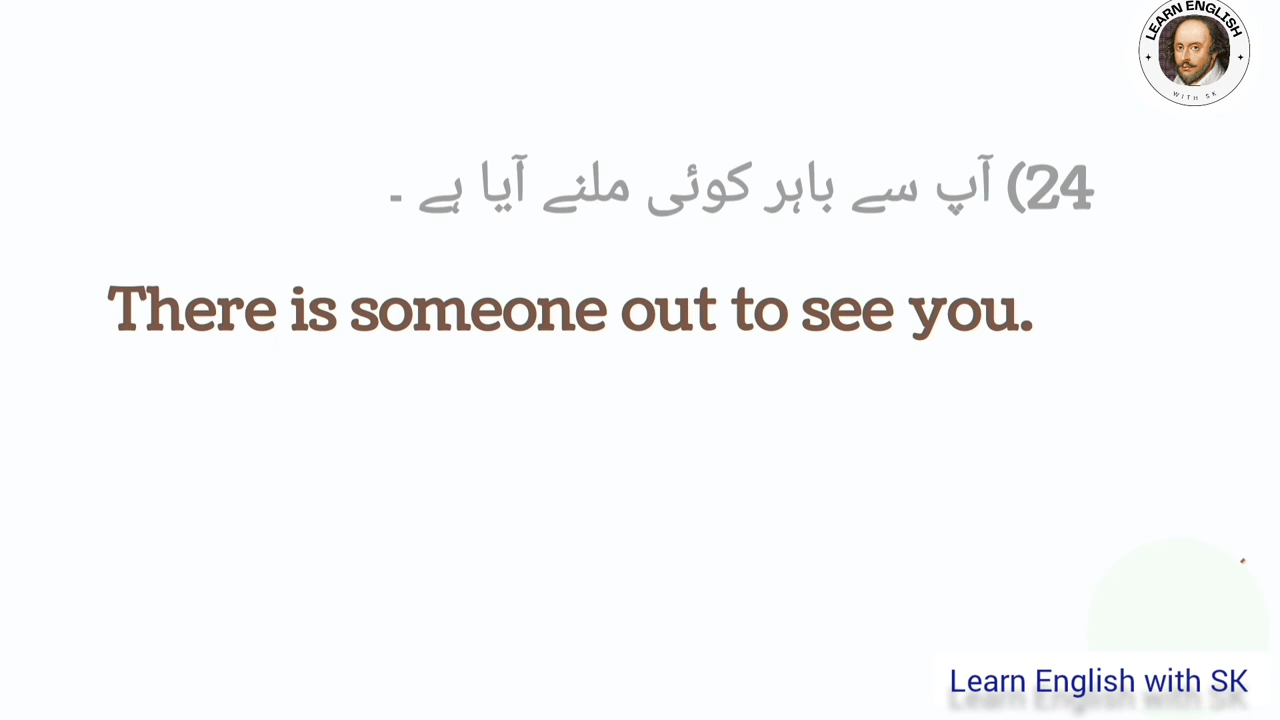 LEARN ENGLISH
WITH SK
24) آپ سے باہر کوئی ملنے آیا ہے ۔
There is someone out to see you.
Learn English with SK